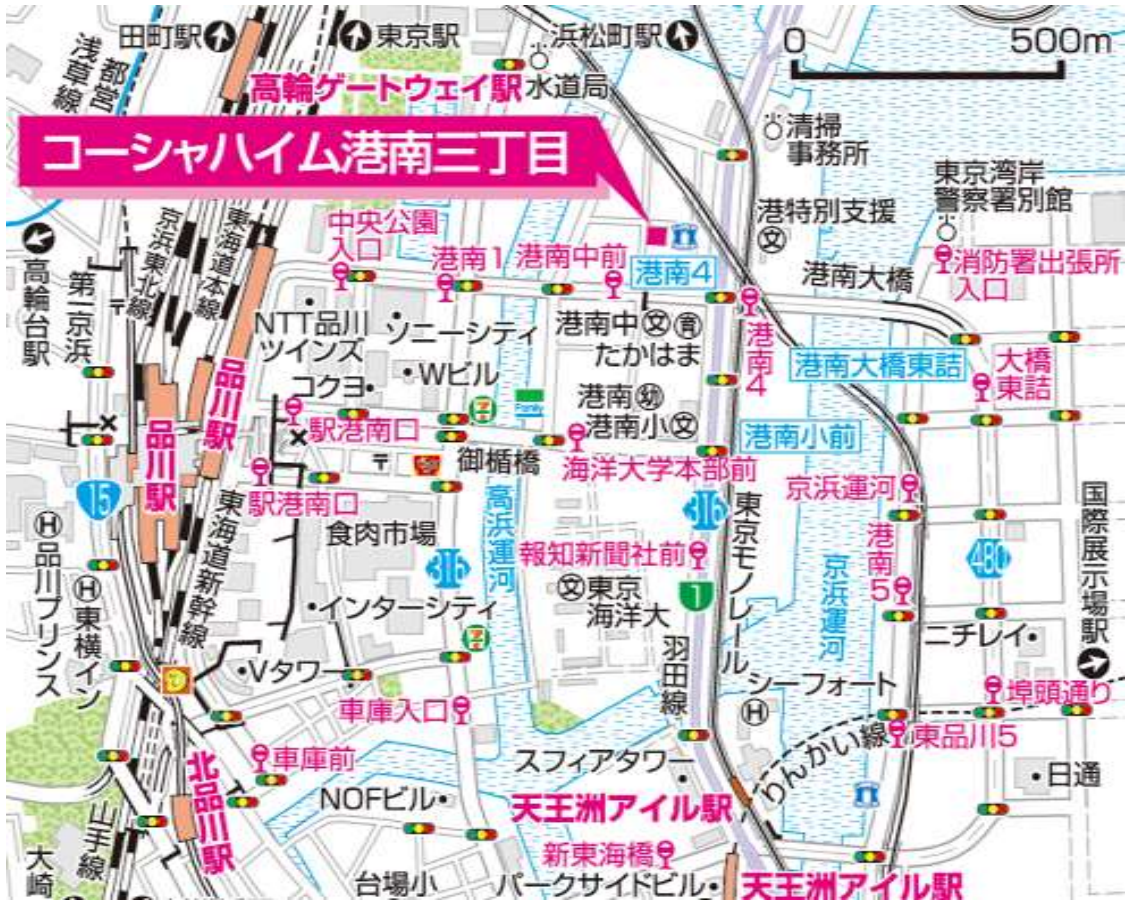 田町駅
東京駅
浜松町駅
0 500m
都営
浅草線
高輪ゲートウェイ駅
水道局
コーシャハイム港南三丁目
清掃
事務所
東京湾岸
警察署別館
港特別支援
文
中央公園
入口
港南1
港南中前
港南4
港南大橋
消防署出張所
入口
京浜東北線
東海道本線
高輪台駅
第一京浜
〒
NTT品川
ツインズ
ソニーシティ
港南中
文
育
たかはま
港南4
港南大橋東詰
大橋
東詰
コクヨ
Wビル
港南
幼
港南小
文
港南小前
品川駅
品川駅
駅港南口
Family
〒
御楯橋
海洋大学本部前
京浜運河
15
駅港南口
高浜運河
316
東京モノレール
国際展示場駅
H
品川プリンス
H
東横イン
東海道新幹線
食肉市場
316
報知新聞社前
1
港南5
480
文
東京
海洋大
京浜運河
インターシティ
羽田線
ニチレイ
Vタワー
シーフォート
H
埠頭通り
車庫入口
りんかい線
東品川5
車庫前
スフィアタワー
日通
北品川駅
NOFビル
天王洲アイル駅
山手線
新東海橋
大崎
台場小
パークサイドビル
天王洲アイル駅